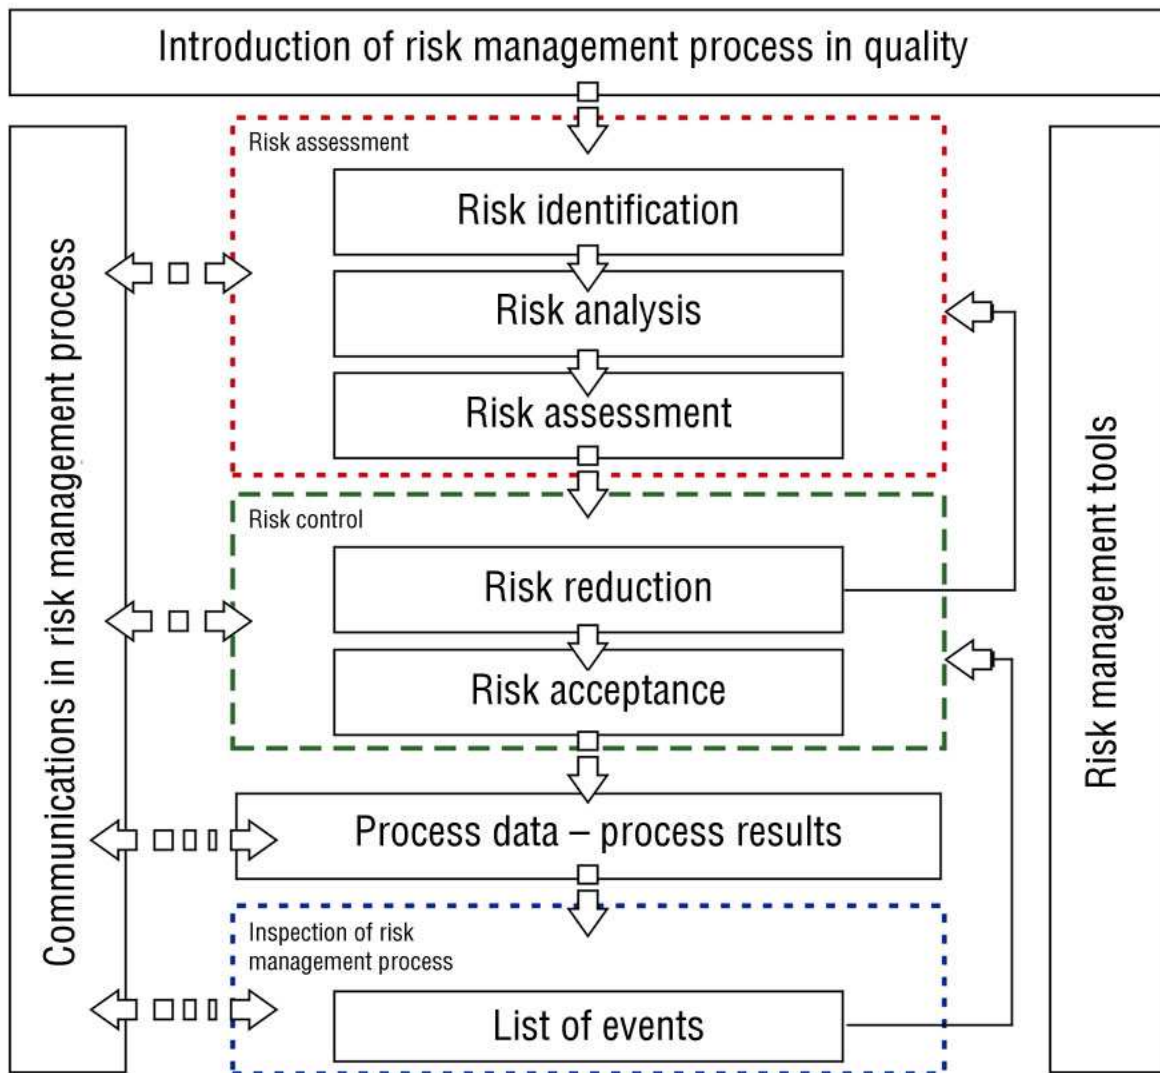 Introduction of risk management process in quality
Communications in risk management process
Risk assessment
Risk identification
Risk analysis
Risk assessment
Risk control
Risk reduction
Risk acceptance
Process data – process results
Inspection of risk
management process
List of events
Risk management tools